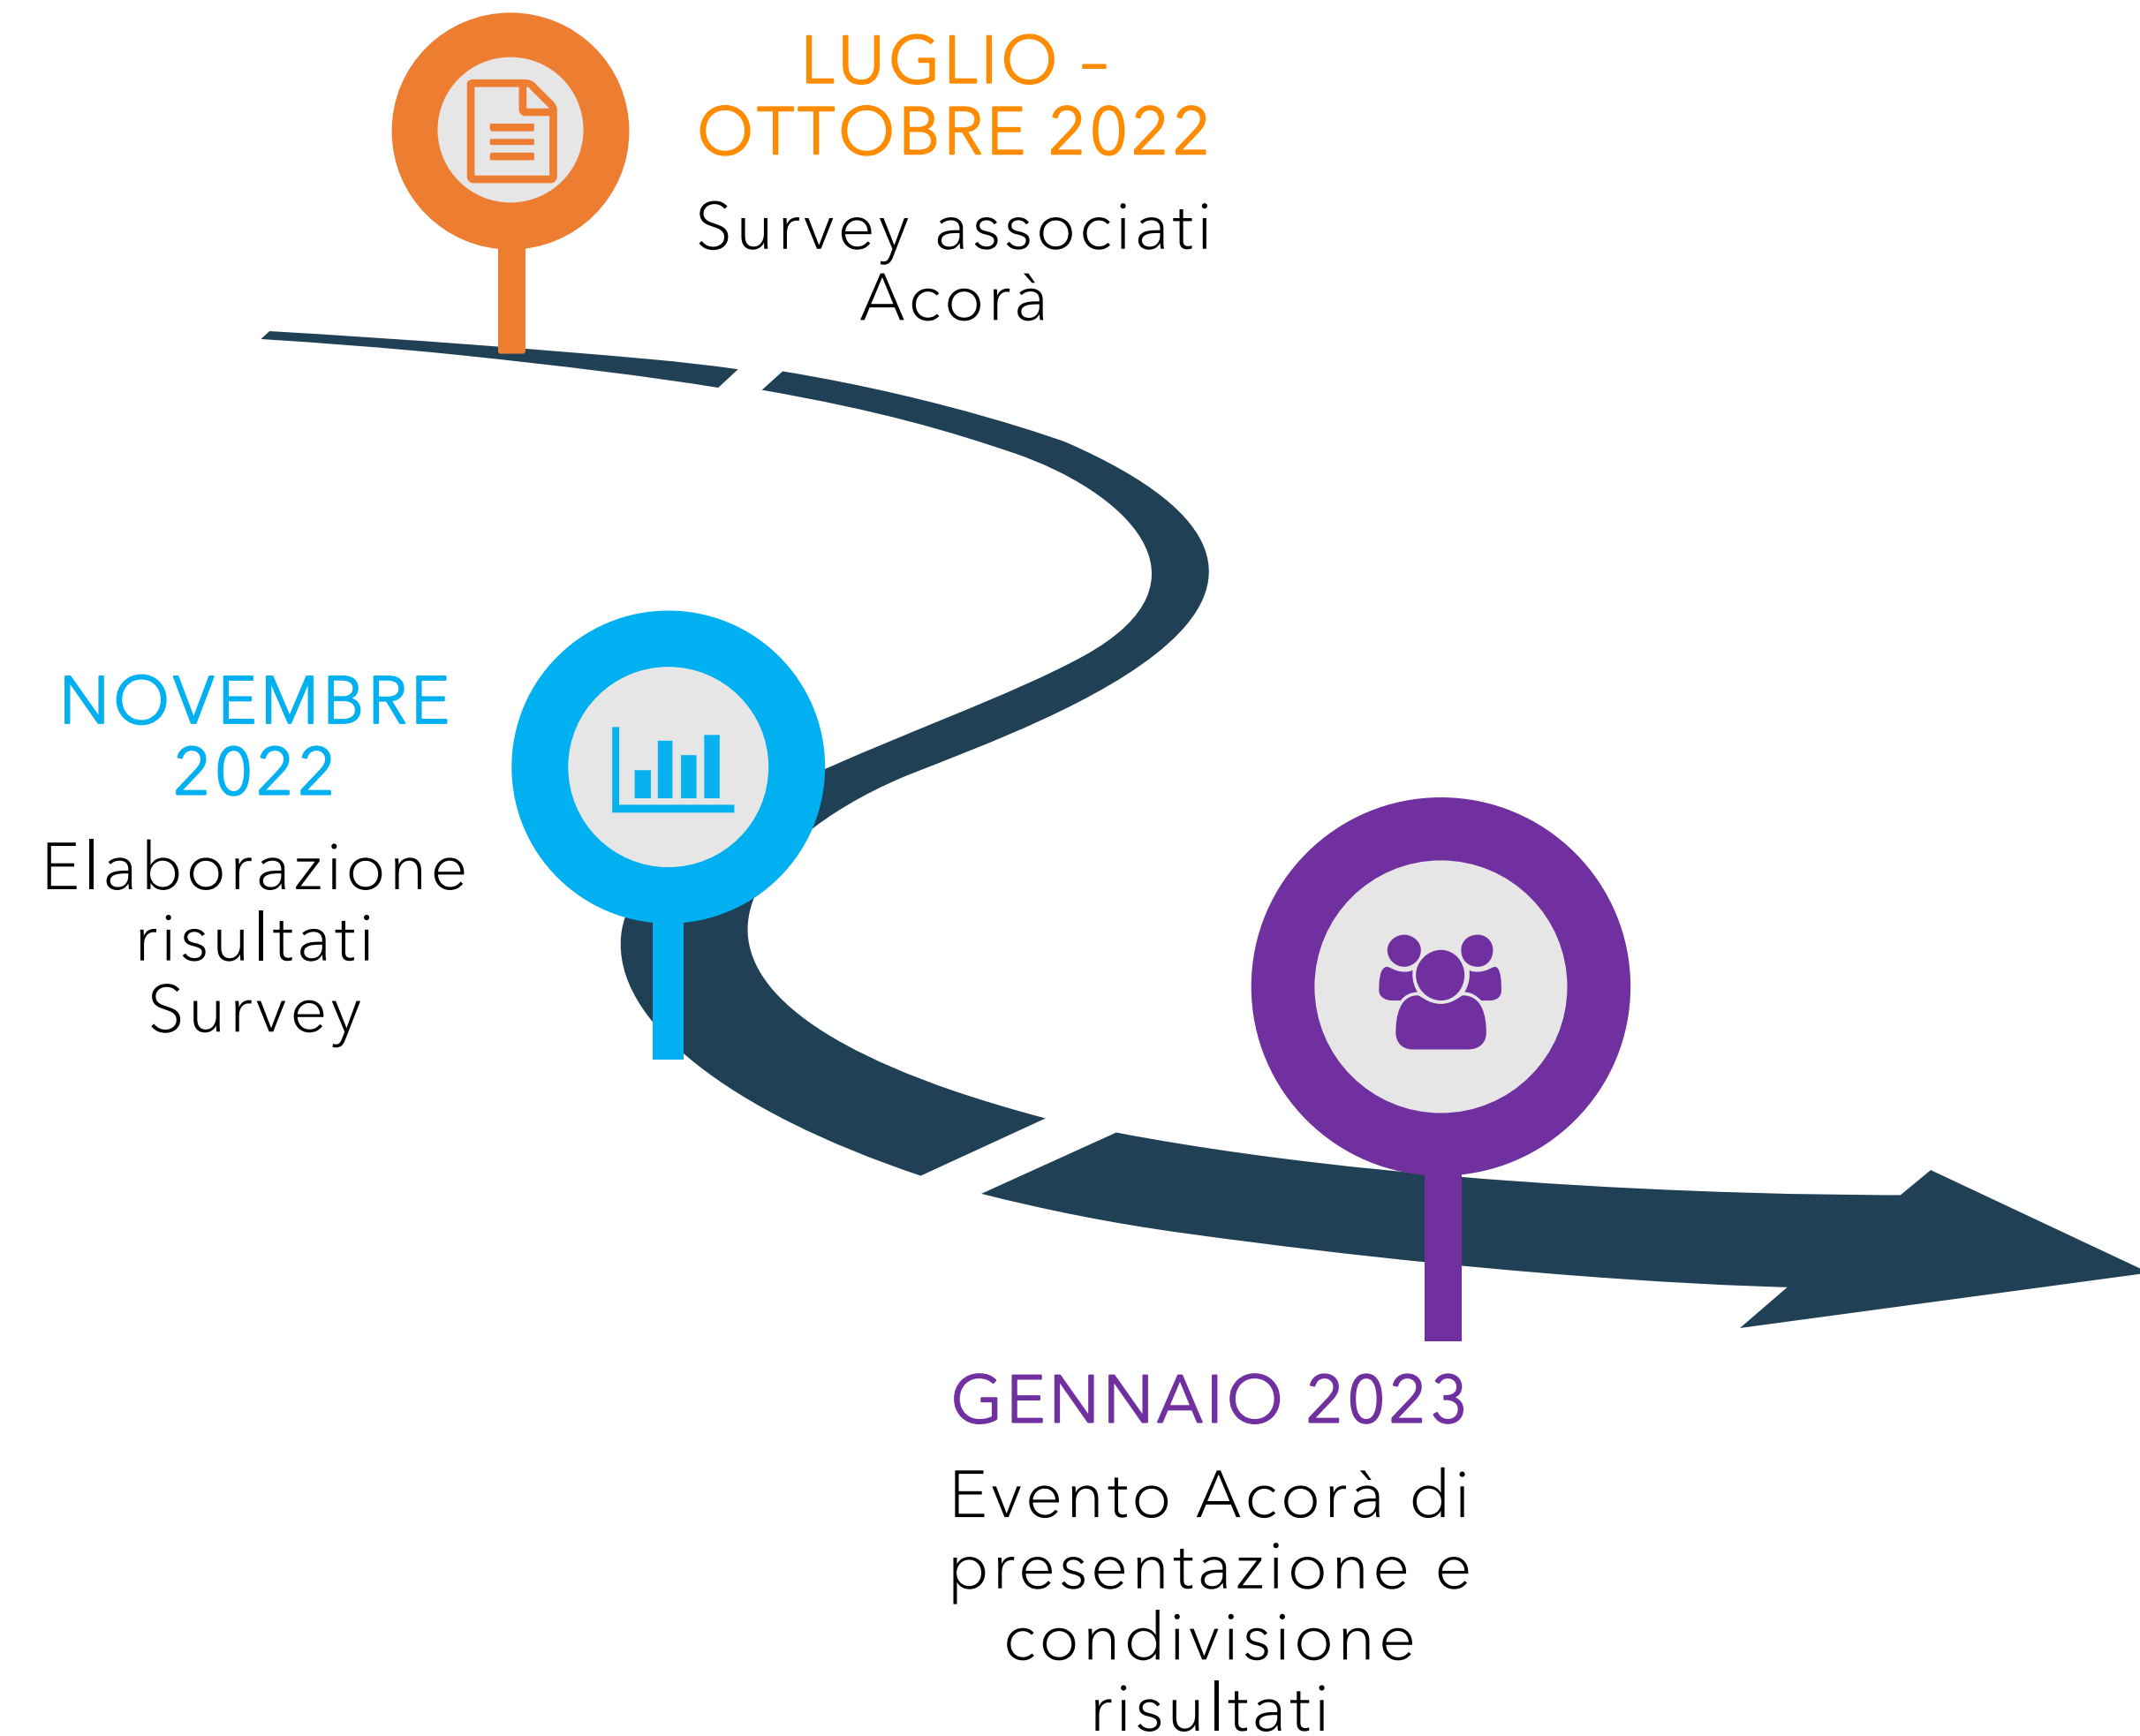 LUGLIO -
OTTOBRE 2022
Survey associati
Acorà
NOVEMBRE
2022
Elaborazione
risultati
Survey
GENNAIO 2023
Evento Acorà di
presentazione e
condivisione
risultati